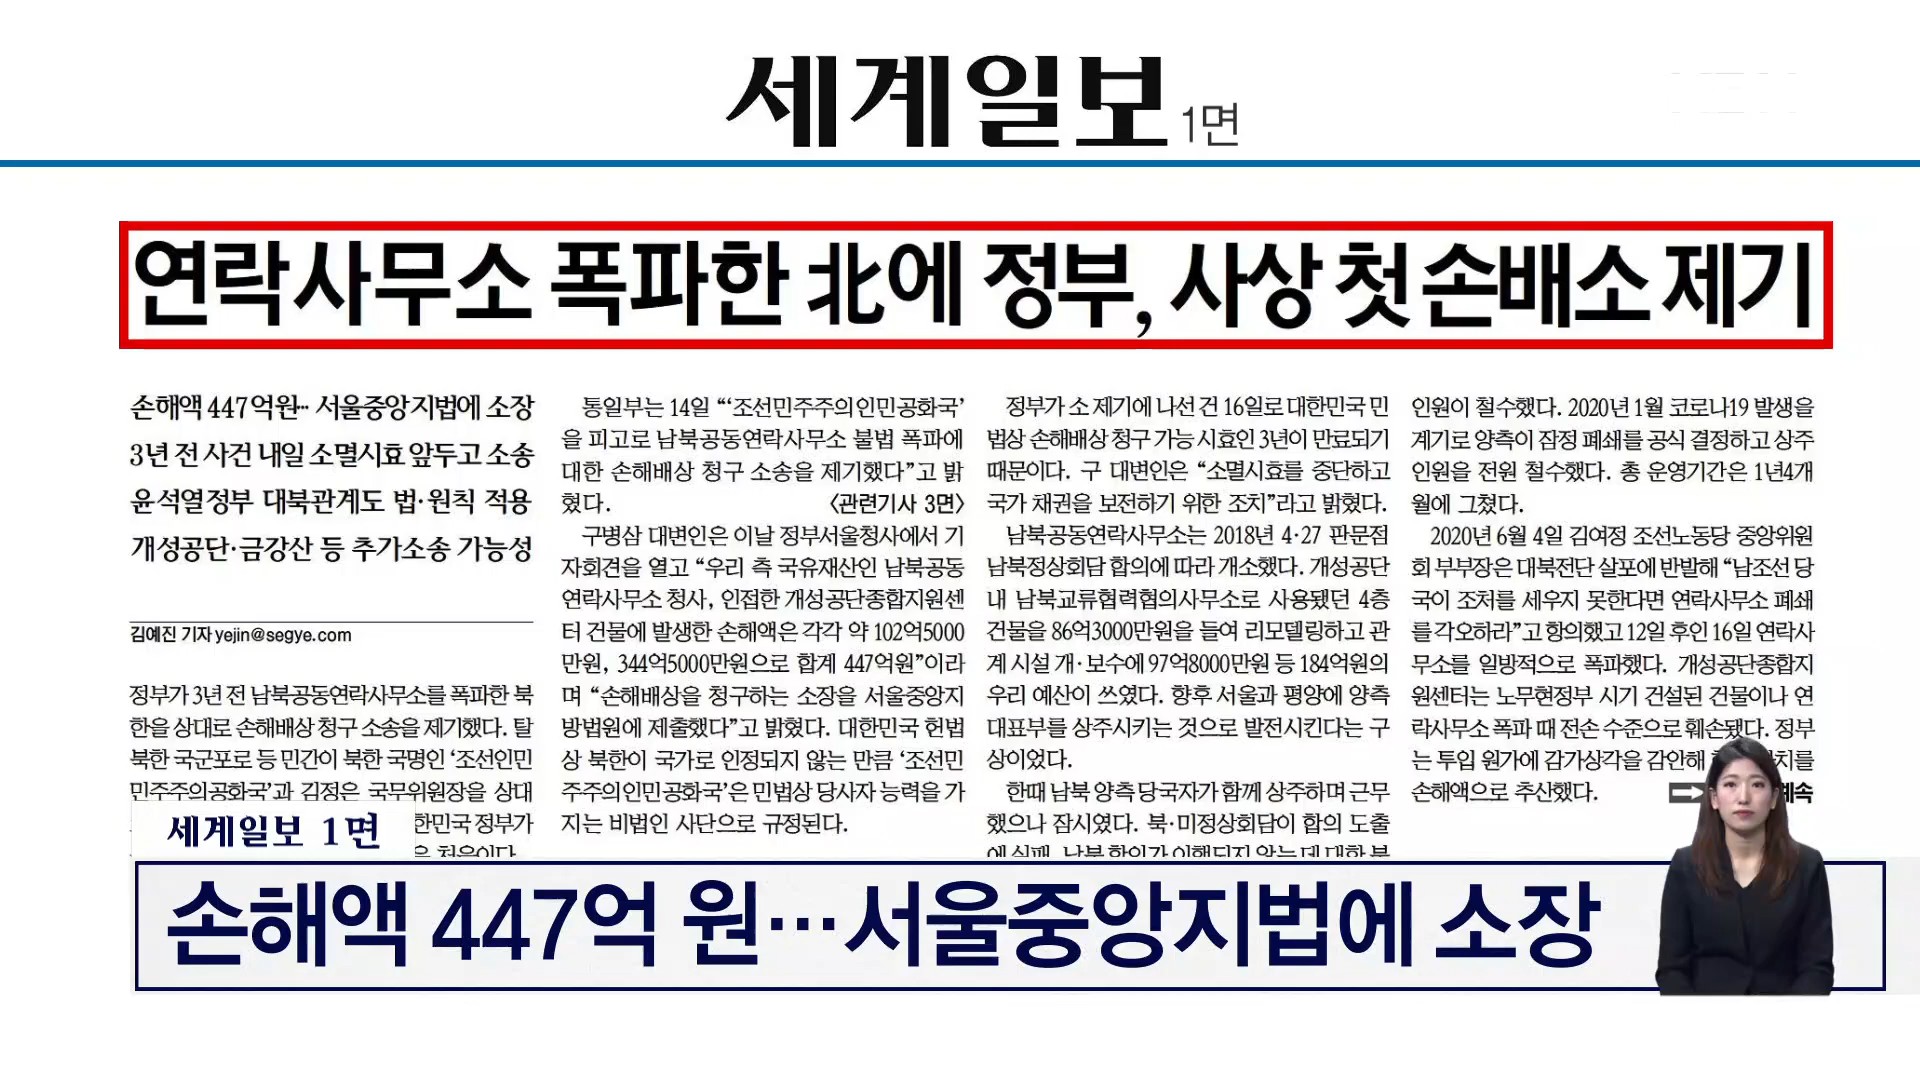 세계일보 1면
연락사무소 폭파한 北에 정부, 사상 첫 손배소 제기
손해액 447억원… 서울중앙지법에 소장
3년 전 사건 내일 소멸시효 앞두고 소송
윤석열정부 대북관계도 법·원칙 적용
개성공단·금강산 등 추가소송 가능성
김예진 기자 yejin@segye.com
정부가 3년 전 남북공동연락사무소를 폭파한 북
한을 상대로 손해배상 청구 소송을 제기했다. 탈
북한 국군포로 등 민간이 북한 국명인 ‘조선인민
민주주의공화국’과 김정은 국무위원장을 상대
한민국 정부가
은 처음이다.
통일부는 14일 “‘조선민주주의인민공화국’
을 피고로 남북공동연락사무소 불법 폭파에
대한 손해배상 청구 소송을 제기했다”고 밝
혔다. <관련기사 3면>
구병삼 대변인은 이날 정부서울청사에서 기
자회견을 열고 “우리 측 국유재산인 남북공동
연락사무소 청사, 인접한 개성공단종합지원센
터 건물에 발생한 손해액은 각각 약 102억5000
만원, 344억5000만원으로 합계 447억원”이라
며 “손해배상을 청구하는 소장을 서울중앙지
방법원에 제출했다”고 밝혔다. 대한민국 헌법
상 북한이 국가로 인정되지 않는 만큼 ‘조선민
주주의인민공화국’은 민법상 당사자 능력을 가
지는 비법인 사단으로 규정된다.
정부가 소 제기에 나선 건 16일로 대한민국 민
법상 손해배상 청구 가능 시효인 3년이 만료되기
때문이다. 구 대변인은 “소멸시효를 중단하고
국가 채권을 보전하기 위한 조치”라고 밝혔다.
남북공동연락사무소는 2018년 4·27 판문점
남북정상회담 합의에 따라 개소했다. 개성공단
내 남북교류협력협의사무소로 사용됐던 4층
건물을 86억3000만원을 들여 리모델링하고 관
계 시설 개·보수에 97억8000만원 등 184억원의
우리 예산이 쓰였다. 향후 서울과 평양에 양측
대표부를 상주시키는 것으로 발전시킨다는 구
상이었다.
한때 남북 양측 당국자가 함께 상주하며 근무
했으나 잠시였다. 북·미정상회담이 합의 도출
에 실패, 남북 합의가 이행되지 않는 데 대한 북
인원이 철수했다. 2020년 1월 코로나19 발생을
계기로 양측이 잠정 폐쇄를 공식 결정하고 상주
인원을 전원 철수했다. 총 운영기간은 1년4개
월에 그쳤다.
2020년 6월 4일 김여정 조선노동당 중앙위원
회 부부장은 대북전단 살포에 반발해 “남조선 당
국이 조처를 세우지 못한다면 연락사무소 폐쇄
를 각오하라”고 항의했고 12일 후인 16일 연락사
무소를 일방적으로 폭파했다. 개성공단종합지
원센터는 노무현정부 시기 건설된 건물이나 연
락사무소 폭파 때 전손 수준으로 훼손됐다. 정부
는 투입 원가에 감가상각을 감안해 치를
손해액으로 추산했다. 계속
세계일보 1면
손해액 447억 원…서울중앙지법에 소장